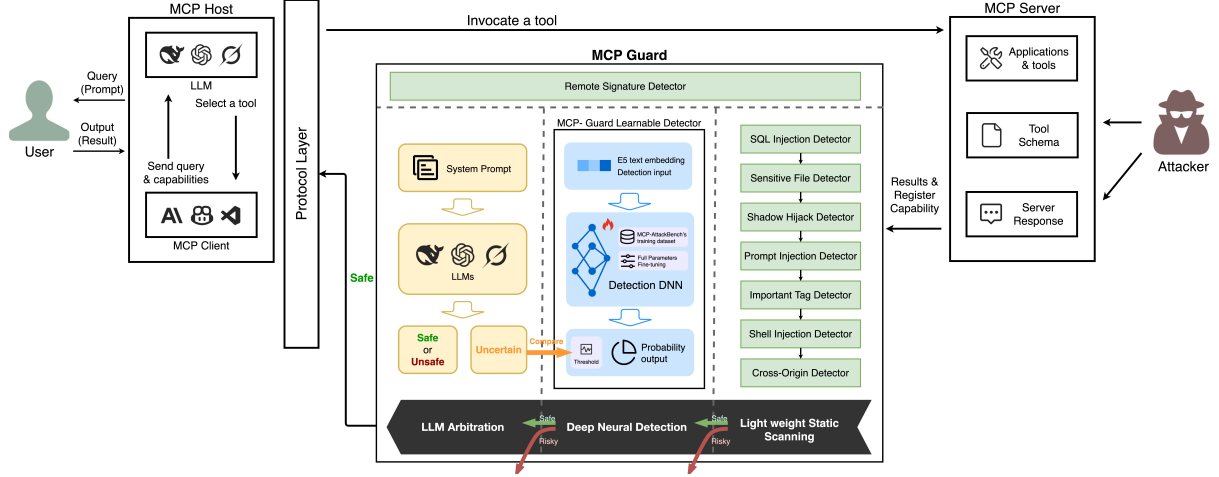 MCP Host
LLM
Select a tool
Send query
& capabilities
MCP Client
Query
(Prompt)
Output
(Result)
User
Protocol Layer
Invocate a tool
MCP Guard
Remote Signature Detector
System Prompt
LLMs
Safe
or
Unsafe
Uncertain
Compare
MCP- Guard Learnable Detector
E5 text embedding
Detection input
MCP-AttackBench's
training dataset
Full Parameters
Fine-tuning
Detection DNN
Threshold
Probability
output
SQL Injection Detector
Sensitive File Detector
Shadow Hijack Detector
Prompt Injection Detector
Important Tag Detector
Shell Injection Detector
Cross-Origin Detector
Safe
LLM Arbitration
Safe
Risky
Deep Neural Detection
Safe
Risky
Light weight Static
Scanning
Results &
Register
Capability
MCP Server
Applications
& tools
Tool
Schema
Server
Response
Attacker